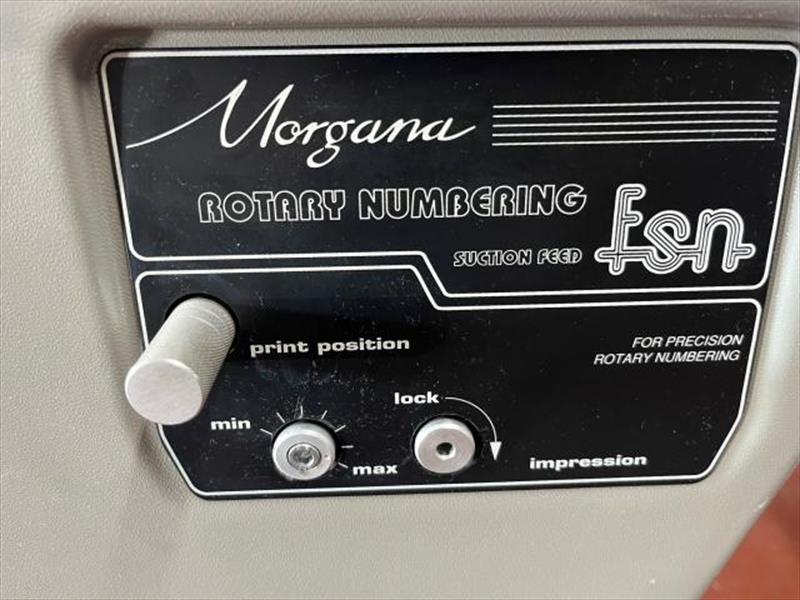 Morgana
ROTARY NUMBERING
SUCTION FEED
fsn
FOR PRECISION
ROTARY NUMBERING
print position
lock
min
max
impression